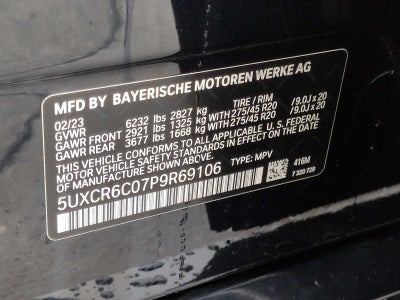 MFD BY BAYERISCHE MOTOREN WERKE AG
02/23 TIRE / RIM
GVWR 6232 lbs 2827 kg
GAWR FRONT 2921 lbs 1325 kg WITH 275/45 R20 /9.0J x 20
GAWR REAR 3677 lbs 1668 kg WITH 275/45 R20 /9.0J x 20
THIS VEHICLE CONFORMS TO ALL APPLICABLE U.S. FEDERAL
MOTOR VEHICLE SAFETY STANDARDS IN EFFECT ON THE DATE OF
MANUFACTURE SHOWN ABOVE.
5UXCR6C07P9R69106 TYPE: MPV
416M